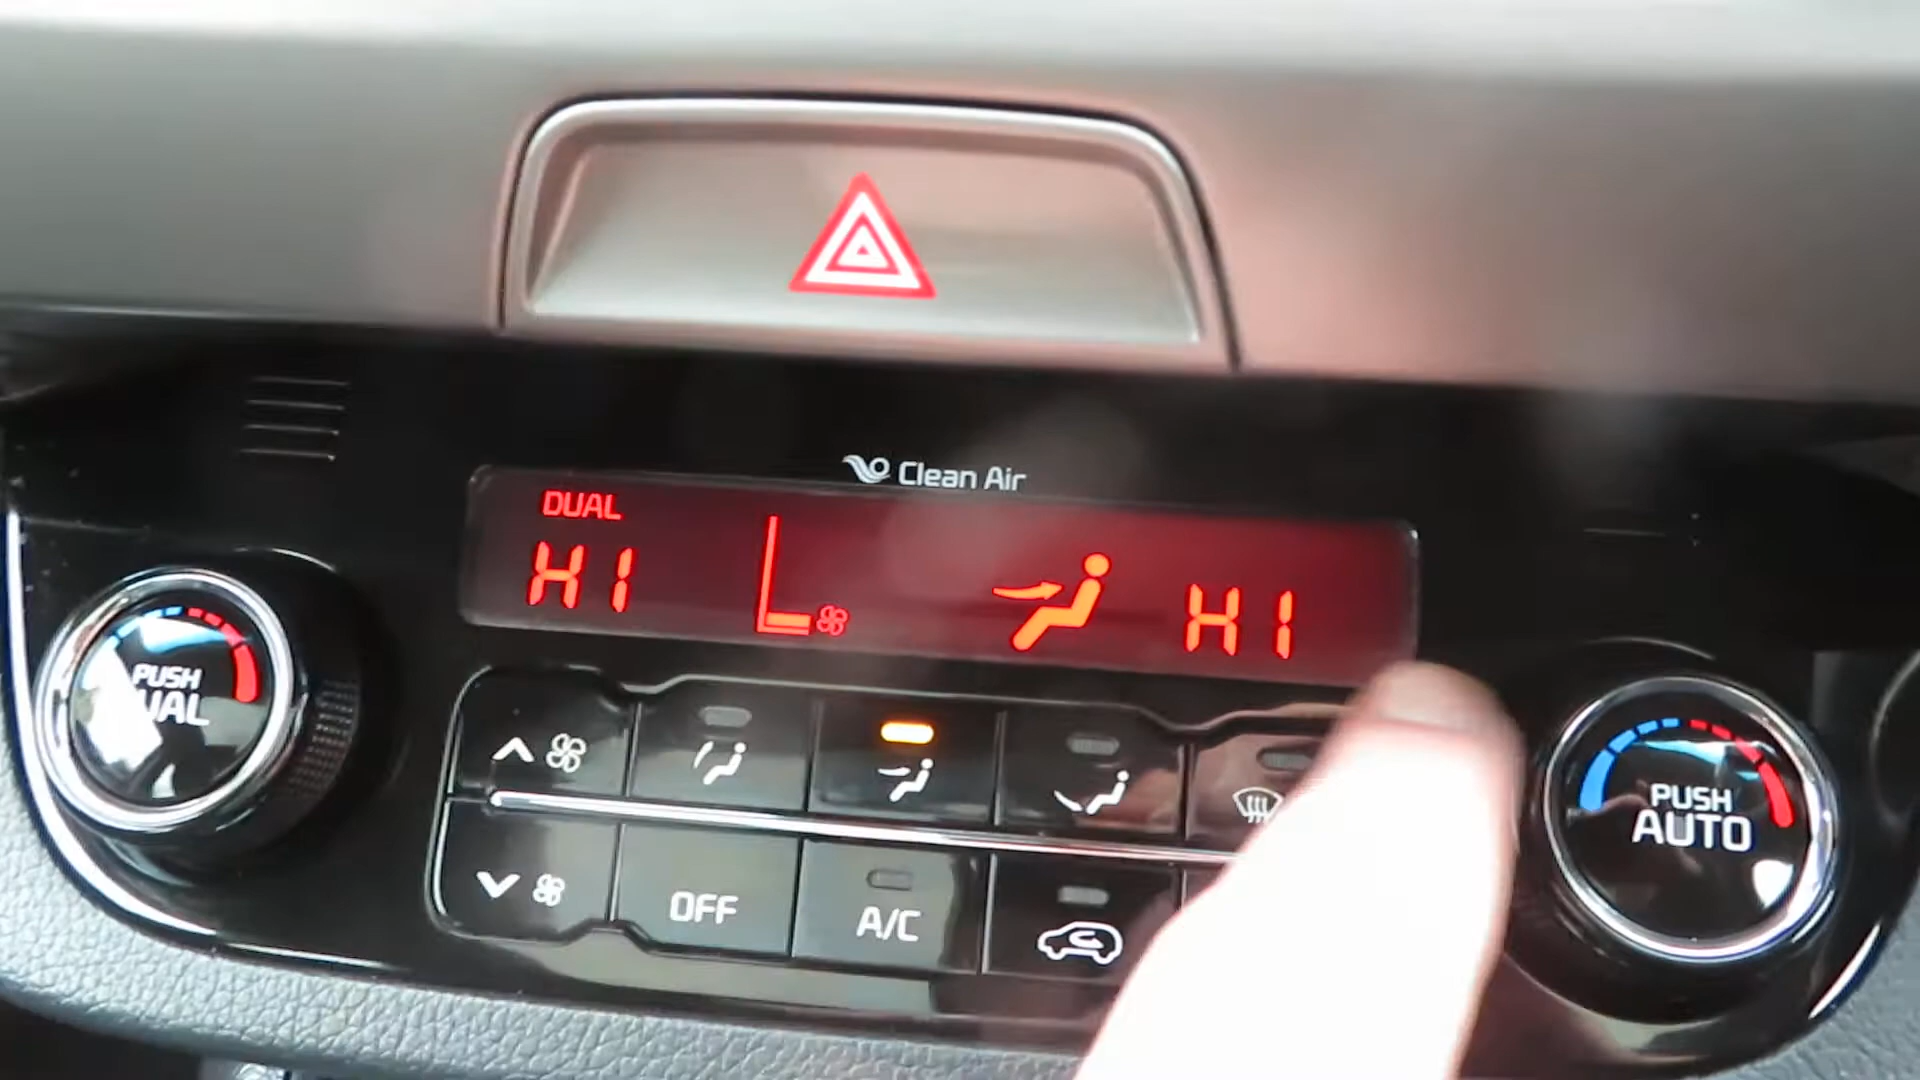 Clean Air
DUAL
HI
HI
PUSH
DUAL
OFF
A/C
PUSH
AUTO